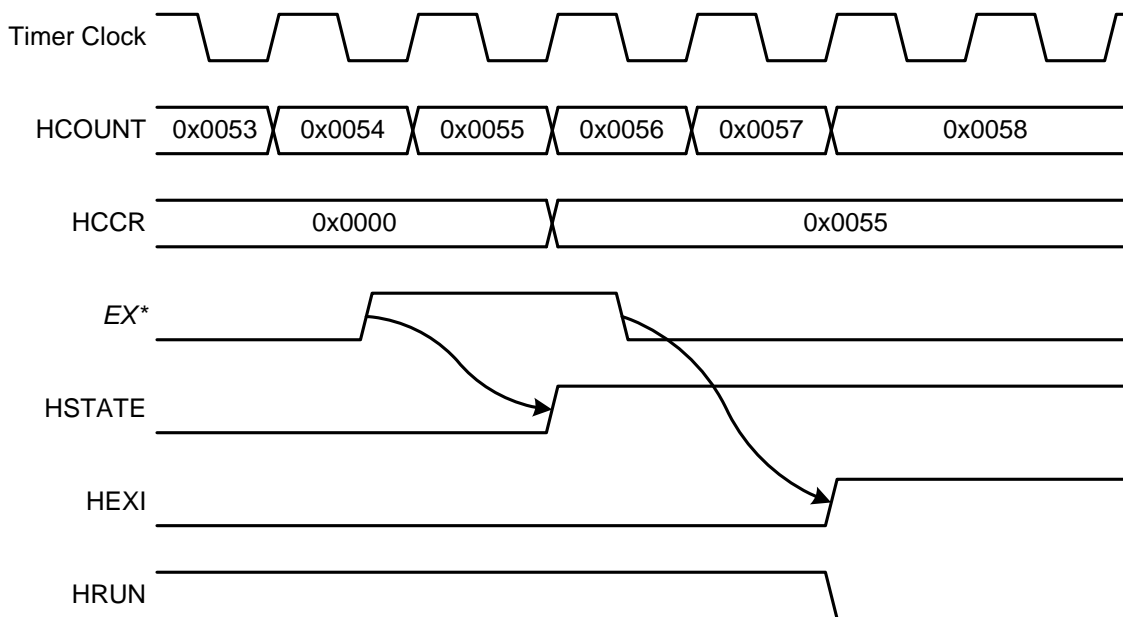 Timer Clock
HCOUNT 0x0053 0x0054 0x0055 0x0056 0x0057 0x0058
HCCR 0x0000 0x0055
EX*
HSTATE
HEXI
HRUN